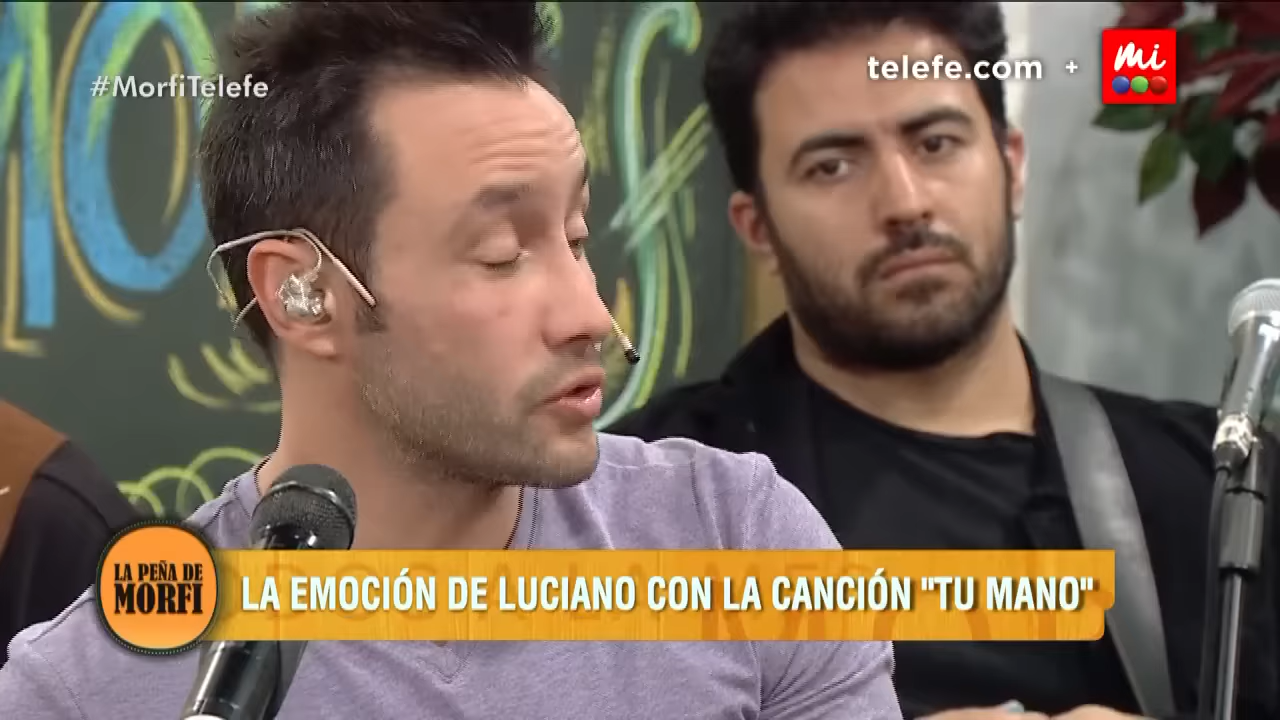 #MorfiTelefe
telefe.com +
mi
LA PEÑA DE
MORFI
LA EMOCIÓN DE LUCIANO CON LA CANCIÓN "TU MANO"